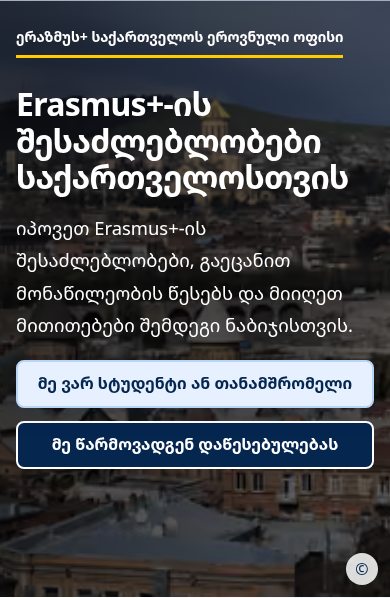 ერაზმუს+ საქართველოს ეროვნული ოფისი
Erasmus+-ის
შესაძლებლობები
საქართველოსთვის
იპოვეთ Erasmus+-ის
შესაძლებლობები, გაეცანით
მონაწილეობის წესებს და მიიღეთ
მითითებები შემდეგი ნაბიჯისთვის.
მე ვარ სტუდენტი ან თანამშრომელი
მე წარმოვადგენ დაწესებულებას
©